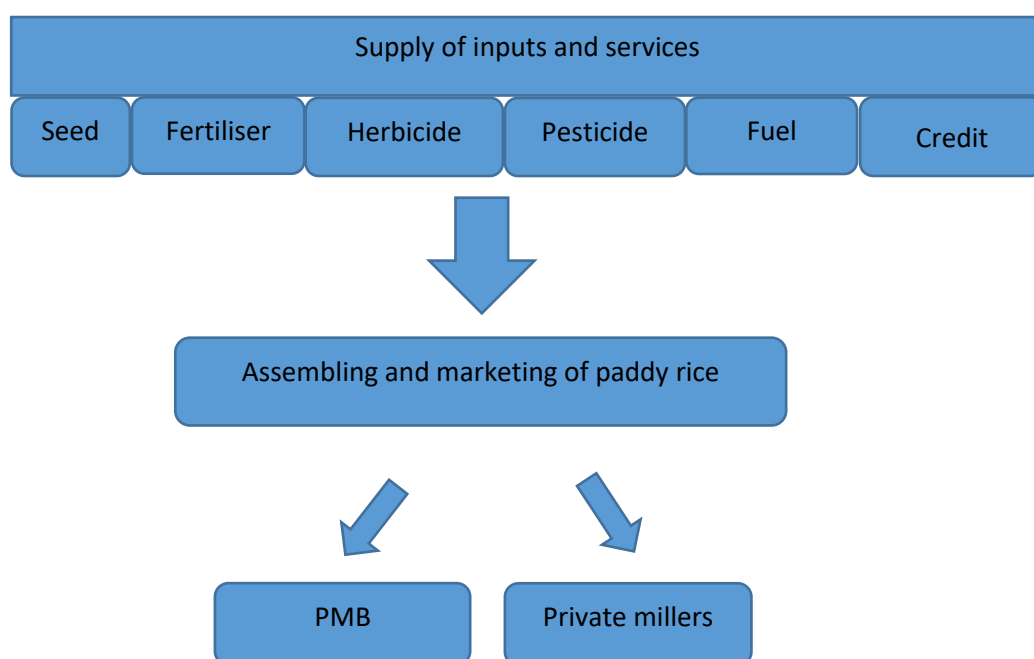 Supply of inputs and services
Seed
Fertiliser
Herbicide
Pesticide
Fuel
Credit
Assembling and marketing of paddy rice
PMB
Private millers